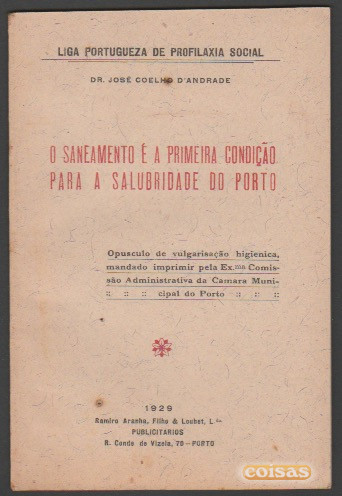 LIGA PORTUGUEZA DE PROFILAXIA SOCIAL
DR. JOSÉ COELHO D'ANDRADE
O SANEAMENTO É A PRIMEIRA CONDIÇÃO
PARA A SALUBRIDADE DO PORTO
Opusculo de vulgarisação higienica,
mandado imprimir pela Ex.ma Comis-
são Administrativa da Camara Muni-
:: :: :: cipal do Porto :: :: ::
1929
Ramiro Aranha, Filho & Loubet, L.da
PUBLICITARIOS
R. Conde de Vizela, 70 — PORTO
coisas